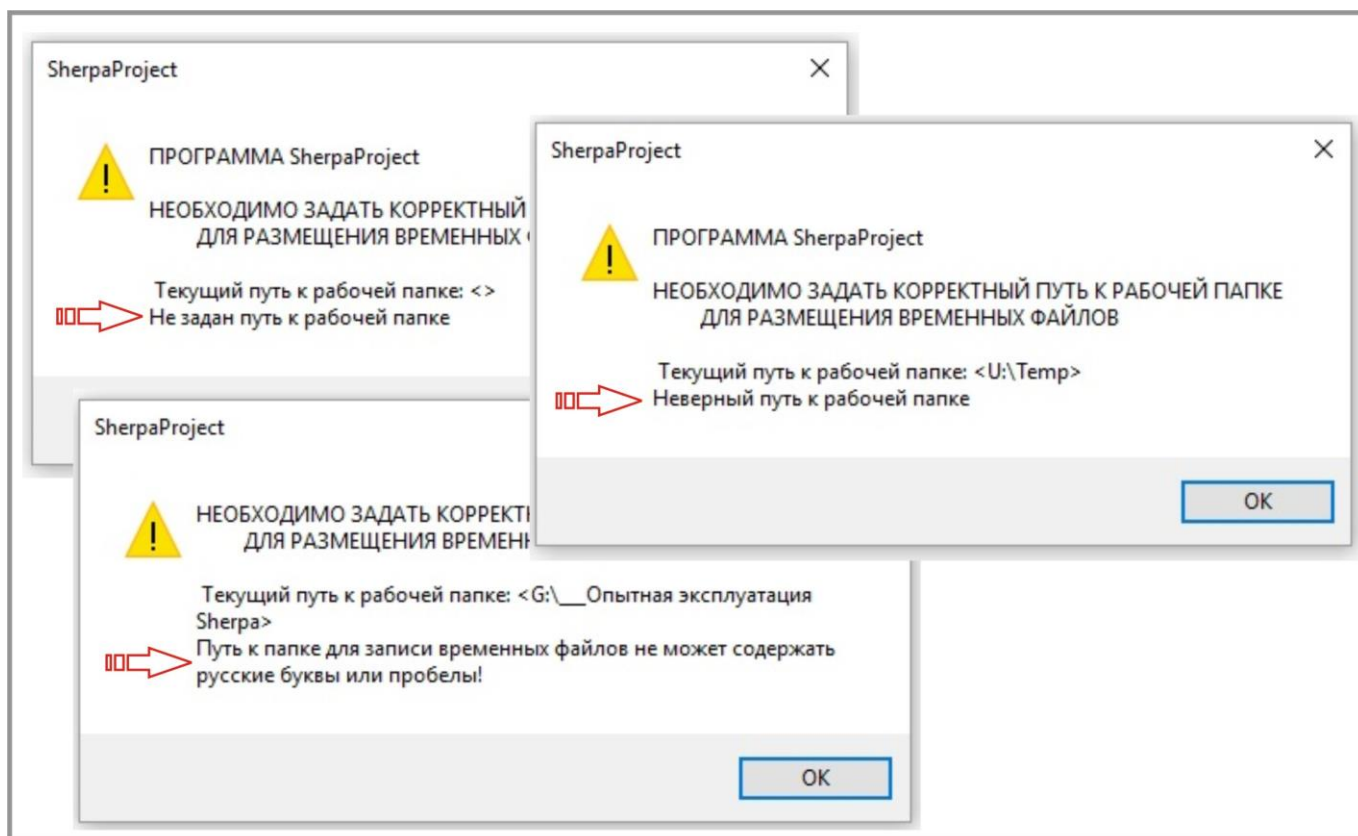 SherpaProject
ПРОГРАММА SherpaProject
НЕОБХОДИМО ЗАДАТЬ КОРРЕКТНЫЙ
ДЛЯ РАЗМЕЩЕНИЯ ВРЕМЕННЫХ
Текущий путь к рабочей папке: <>
Не задан путь к рабочей папке
SherpaProject
ПРОГРАММА SherpaProject
НЕОБХОДИМО ЗАДАТЬ КОРРЕКТНЫЙ ПУТЬ К РАБОЧЕЙ ПАПКЕ
ДЛЯ РАЗМЕЩЕНИЯ ВРЕМЕННЫХ ФАЙЛОВ
Текущий путь к рабочей папке: <U:\Temp>
Неверный путь к рабочей папке
OK
SherpaProject
НЕОБХОДИМО ЗАДАТЬ
ДЛЯ РАЗМЕЩЕНИЯ
Текущий путь к рабочей папке: <G:\___Опытная эксплуатация
Sherpa>
Путь к папке для записи временных файлов не может содержать
русские буквы или пробелы!
OK